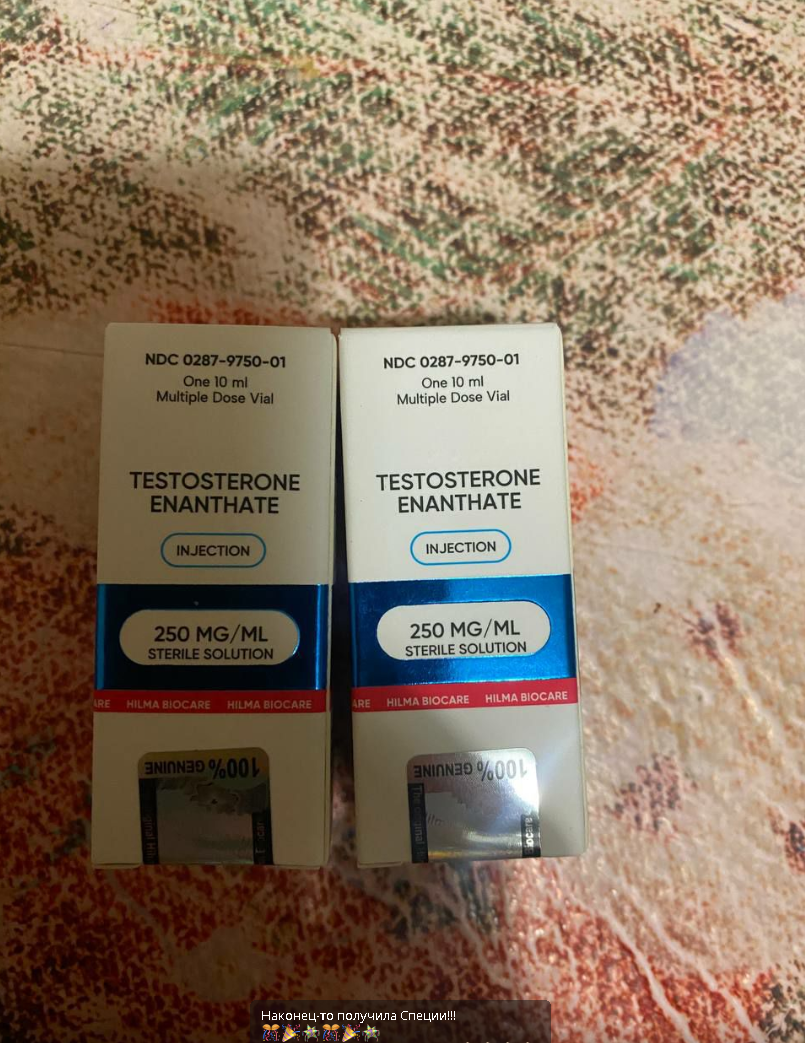 NDC 0287-9750-01
One 10 ml
Multiple Dose Vial
TESTOSTERONE
ENANTHATE
INJECTION
250 MG/ML
STERILE SOLUTION
ARE HILMA BIOCARE HILMA BIOCARE
100% GENUINE
NDC 0287-9750-01
One 10 ml
Multiple Dose Vial
TESTOSTERONE
ENANTHATE
INJECTION
250 MG/ML
STERILE SOLUTION
ARE HILMA BIOCARE HILMA BIOCARE
100% GENUINE
Наконец-то получила Специи!!!